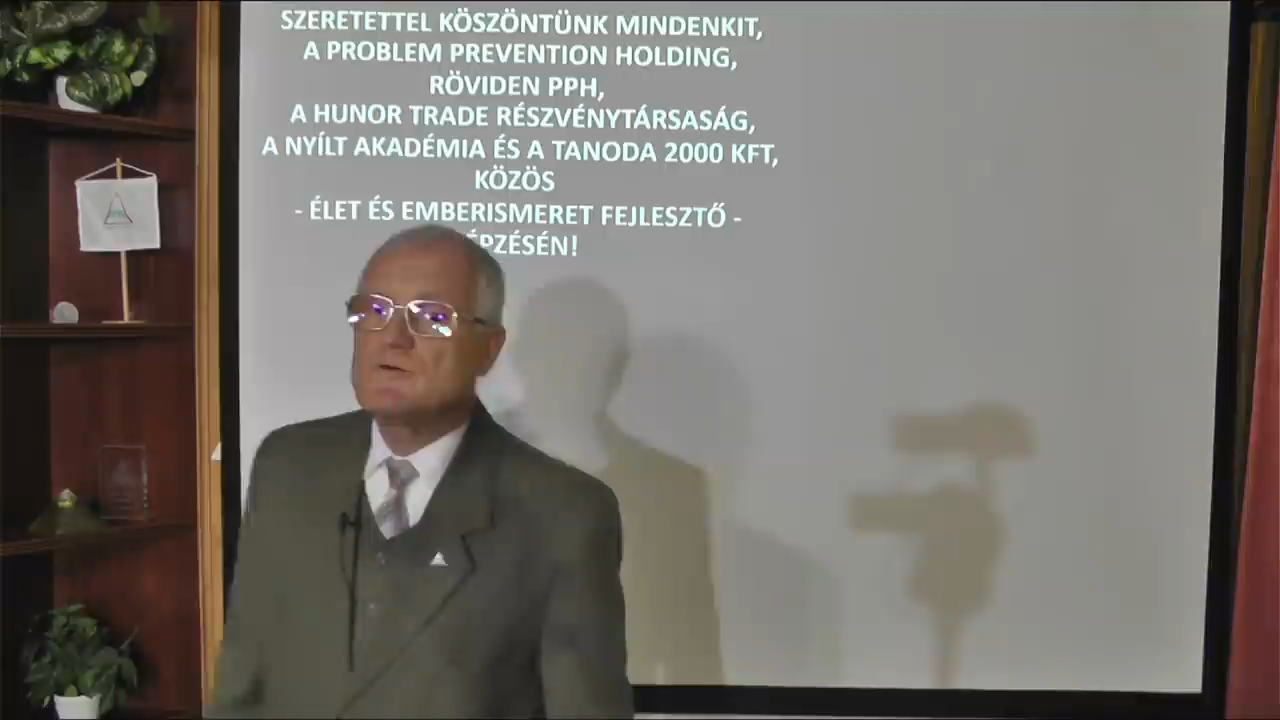 SZERETETTEL KÖSZÖNTÜNK MINDENKIT,
A PROBLEM PREVENTION HOLDING,
RÖVIDEN PPH,
A HUNOR TRADE RÉSZVÉNYTÁRSASÁG,
A NYÍLT AKADÉMIA ÉS A TANODA 2000 KFT,
KÖZÖS
- ÉLET ÉS EMBERISMERET FEJLESZTŐ -
ÉPZÉSÉN!